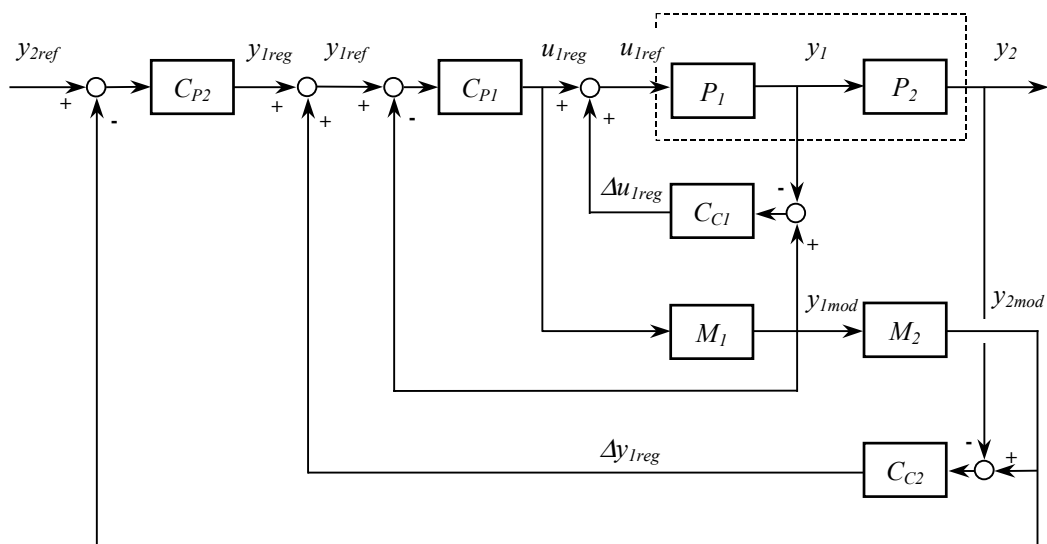 y2ref y1reg y1ref u1reg u1ref y1 y2
CP2 CP1 P1 P2
+ + + + 
- + - +
Δu1reg CC1 -
+
y1mod y2mod
M1 M2
Δy1reg - +
CC2